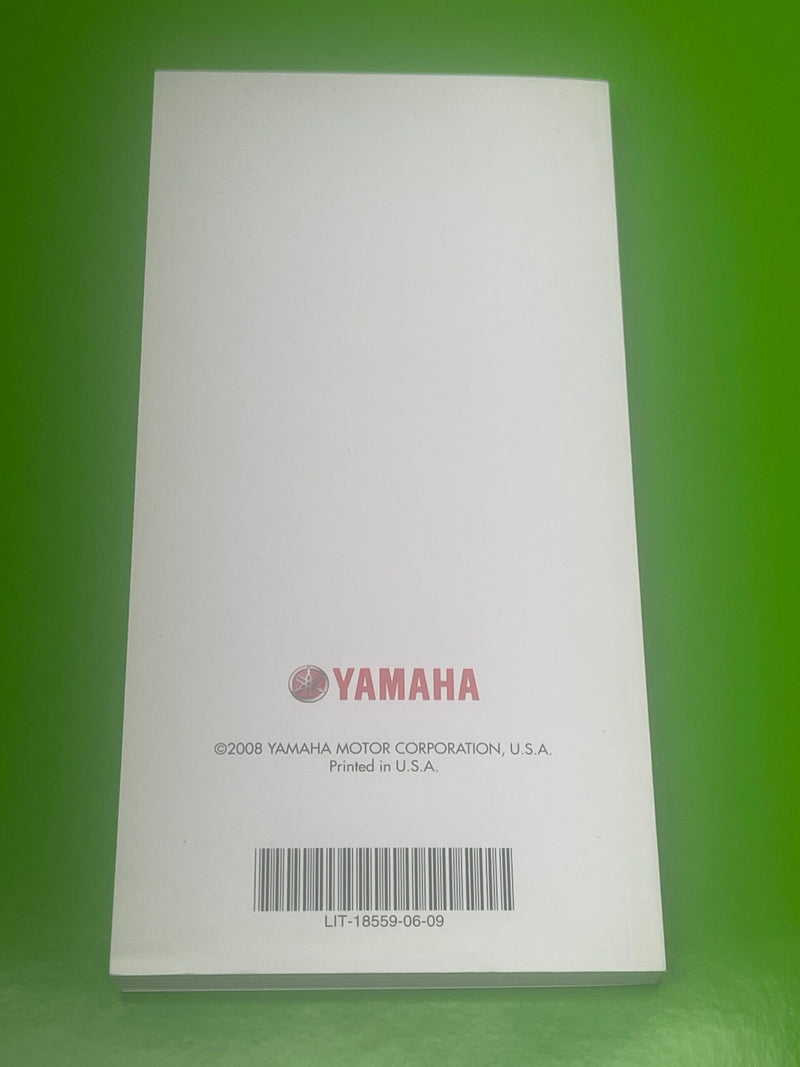 YAMAHA
©2008 YAMAHA MOTOR CORPORATION, U.S.A.
Printed in U.S.A.
LIT-18559-06-09